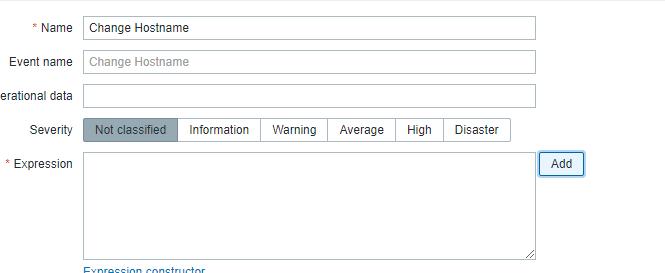 * Name Change Hostname
Event name Change Hostname
erational data
Severity Not classified Information Warning Average High Disaster
* Expression Add
Expression constructor